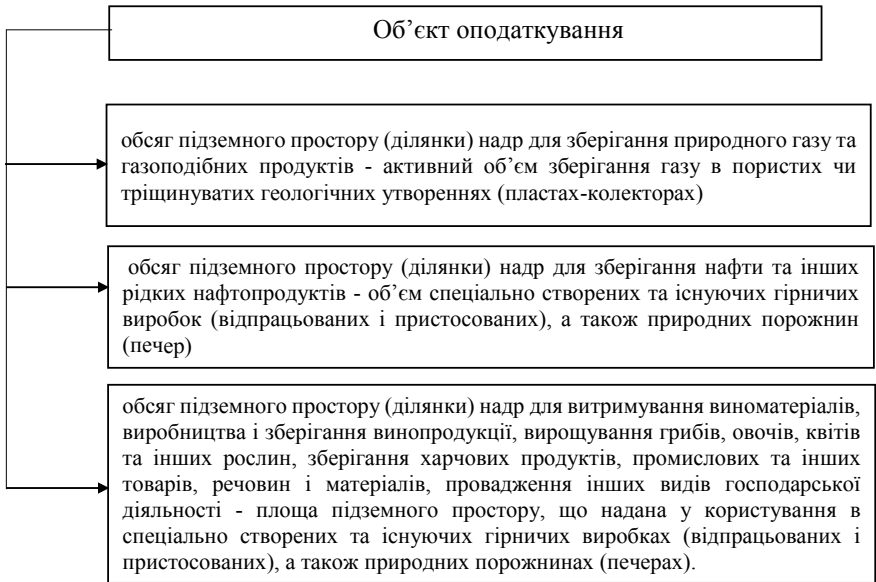 Об’єкт оподаткування
обсяг підземного простору (ділянки) надр для зберігання природного газу та
газоподібних продуктів - активний об’єм зберігання газу в пористих чи
тріщинуватих геологічних утвореннях (пластах-колекторах)
обсяг підземного простору (ділянки) надр для зберігання нафти та інших
рідких нафтопродуктів - об’єм спеціально створених та існуючих гірничих
виробок (відпрацьованих і пристосованих), а також природних порожнин
(печер)
обсяг підземного простору (ділянки) надр для витримування виноматеріалів,
виробництва і зберігання винопродукції, вирощування грибів, овочів, квітів
та інших рослин, зберігання харчових продуктів, промислових та інших
товарів, речовин і матеріалів, провадження інших видів господарської
діяльності - площа підземного простору, що надана у користування в
спеціально створених та існуючих гірничих виробках (відпрацьованих і
пристосованих), а також природних порожнинах (печерах).